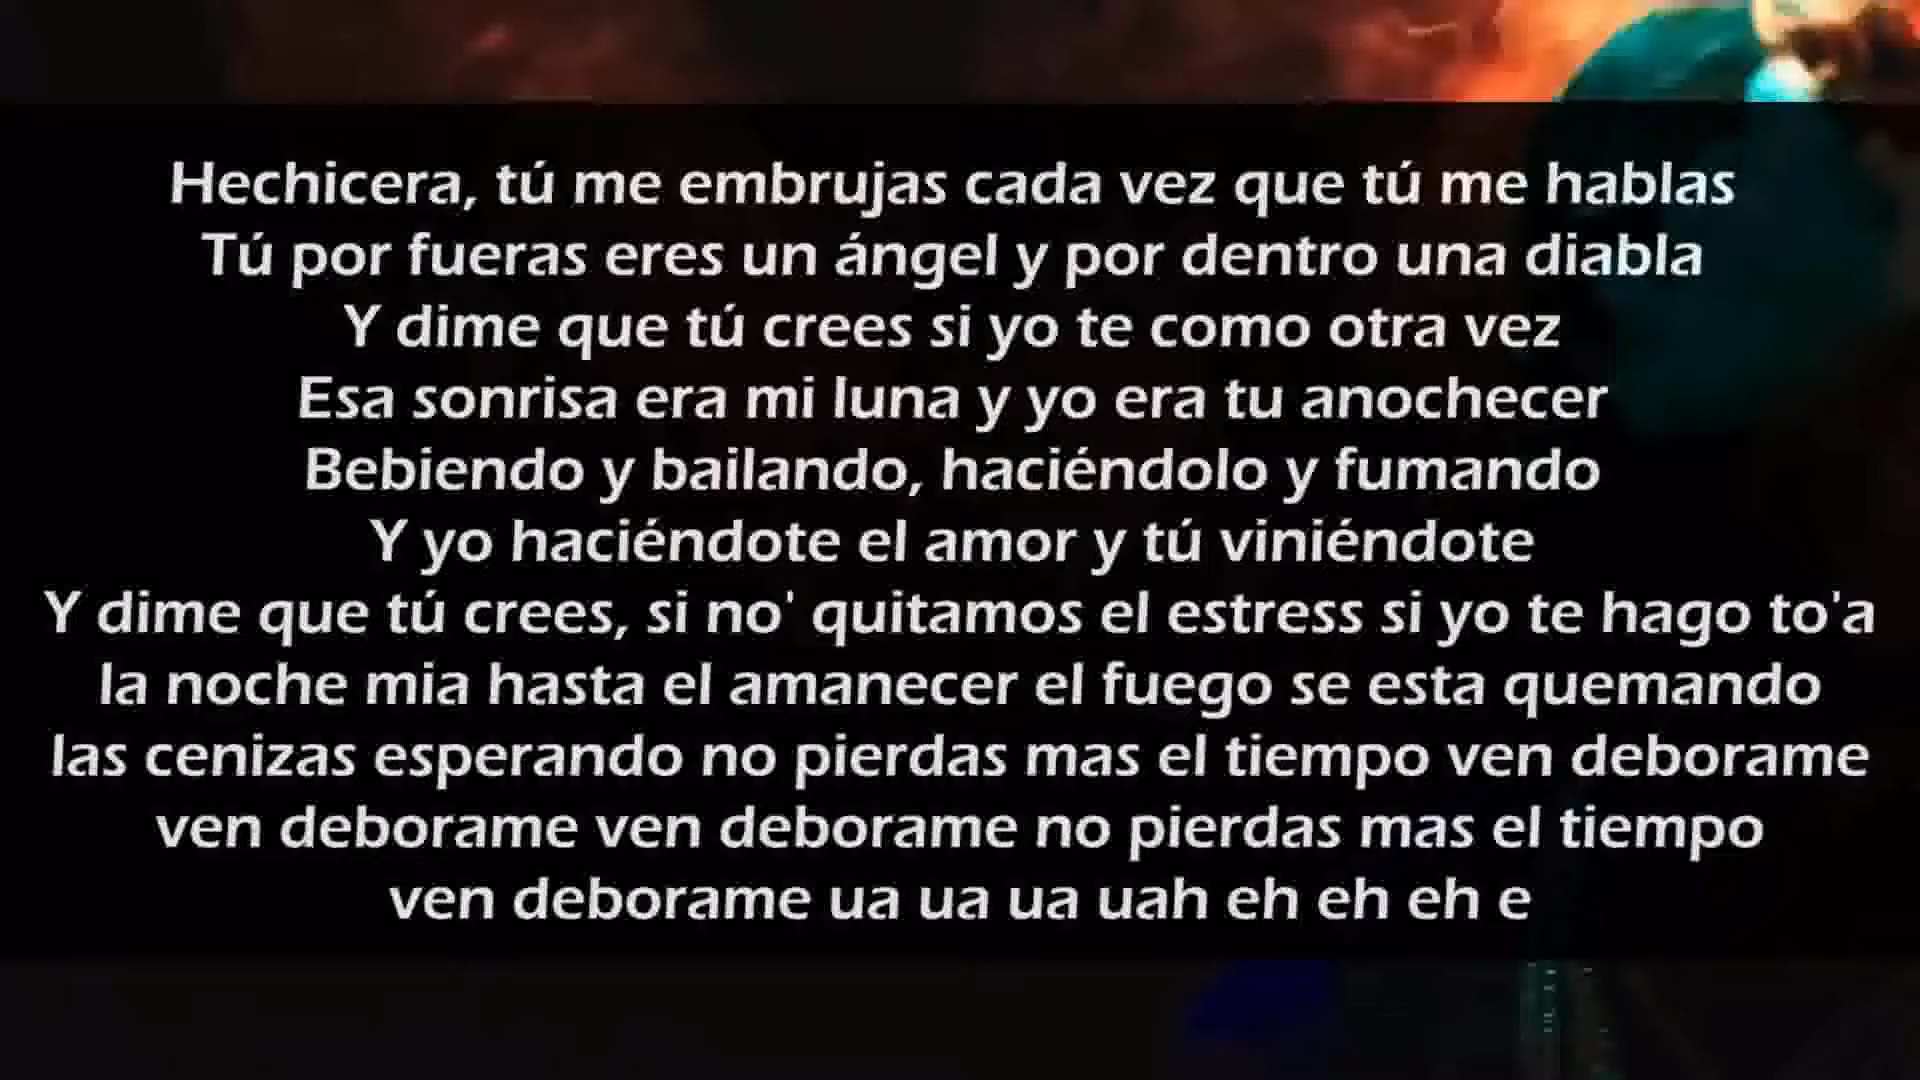 Hechicera, tú me embrujas cada vez que tú me hablas
Tú por fueras eres un ángel y por dentro una diabla
Y dime que tú crees si yo te como otra vez
Esa sonrisa era mi luna y yo era tu anochecer
Bebiendo y bailando, haciéndolo y fumando
Y yo haciéndote el amor y tú viniéndote
Y dime que tú crees, si no' quitamos el estress si yo te hago to'a
la noche mia hasta el amanecer el fuego se esta quemando
las cenizas esperando no pierdas mas el tiempo ven deborame
ven deborame ven deborame no pierdas mas el tiempo
ven deborame ua ua ua uah eh eh eh e